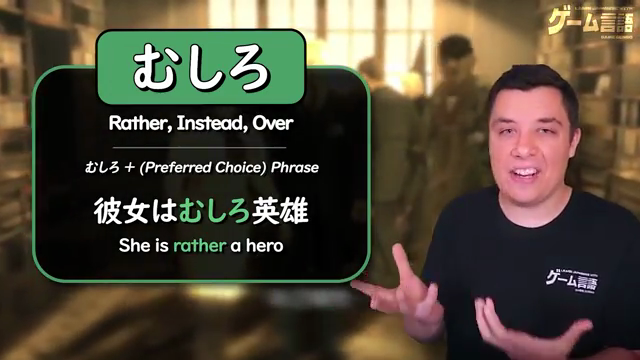 むしろ
Rather, Instead, Over
むしろ + (Preferred Choice) Phrase
彼女はむしろ英雄
She is rather a hero
ゲーム言語
ゲーム言語